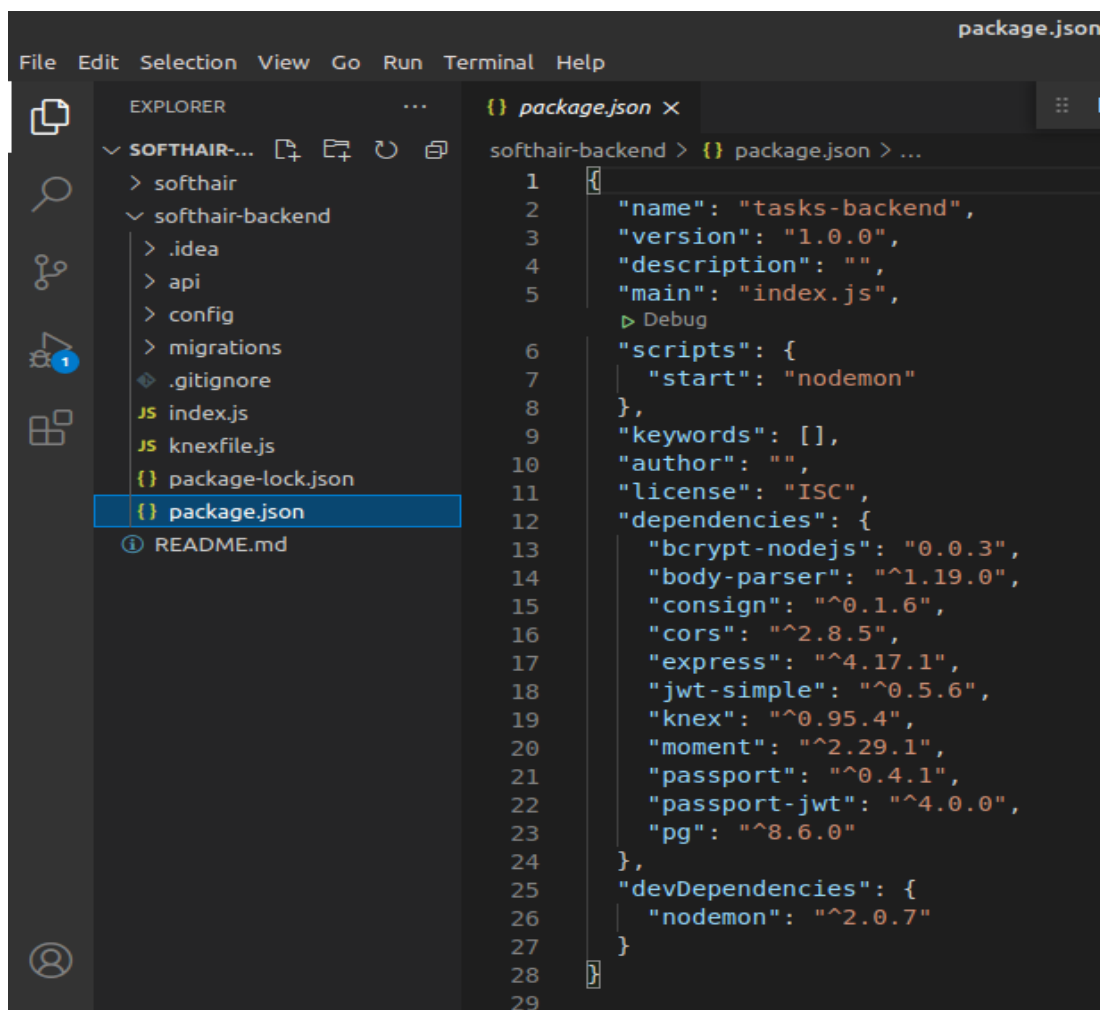 package.json
File Edit Selection View Go Run Terminal Help
EXPLORER ...
SOFTHAIR-...
softhair
softhair-backend
.idea
api
config
migrations
.gitignore
JS index.js
JS knexfile.js
{} package-lock.json
{} package.json
README.md
1
{} package.json ×
softhair-backend > {} package.json > ...
1 {
2 "name": "tasks-backend",
3 "version": "1.0.0",
4 "description": "",
5 "main": "index.js",
Debug
6 "scripts": {
7 "start": "nodemon"
8 },
9 "keywords": [],
10 "author": "",
11 "license": "ISC",
12 "dependencies": {
13 "bcrypt-nodejs": "0.0.3",
14 "body-parser": "^1.19.0",
15 "consign": "^0.1.6",
16 "cors": "^2.8.5",
17 "express": "^4.17.1",
18 "jwt-simple": "^0.5.6",
19 "knex": "^0.95.4",
20 "moment": "^2.29.1",
21 "passport": "^0.4.1",
22 "passport-jwt": "^4.0.0",
23 "pg": "^8.6.0"
24 },
25 "devDependencies": {
26 "nodemon": "^2.0.7"
27 }
28 }
29